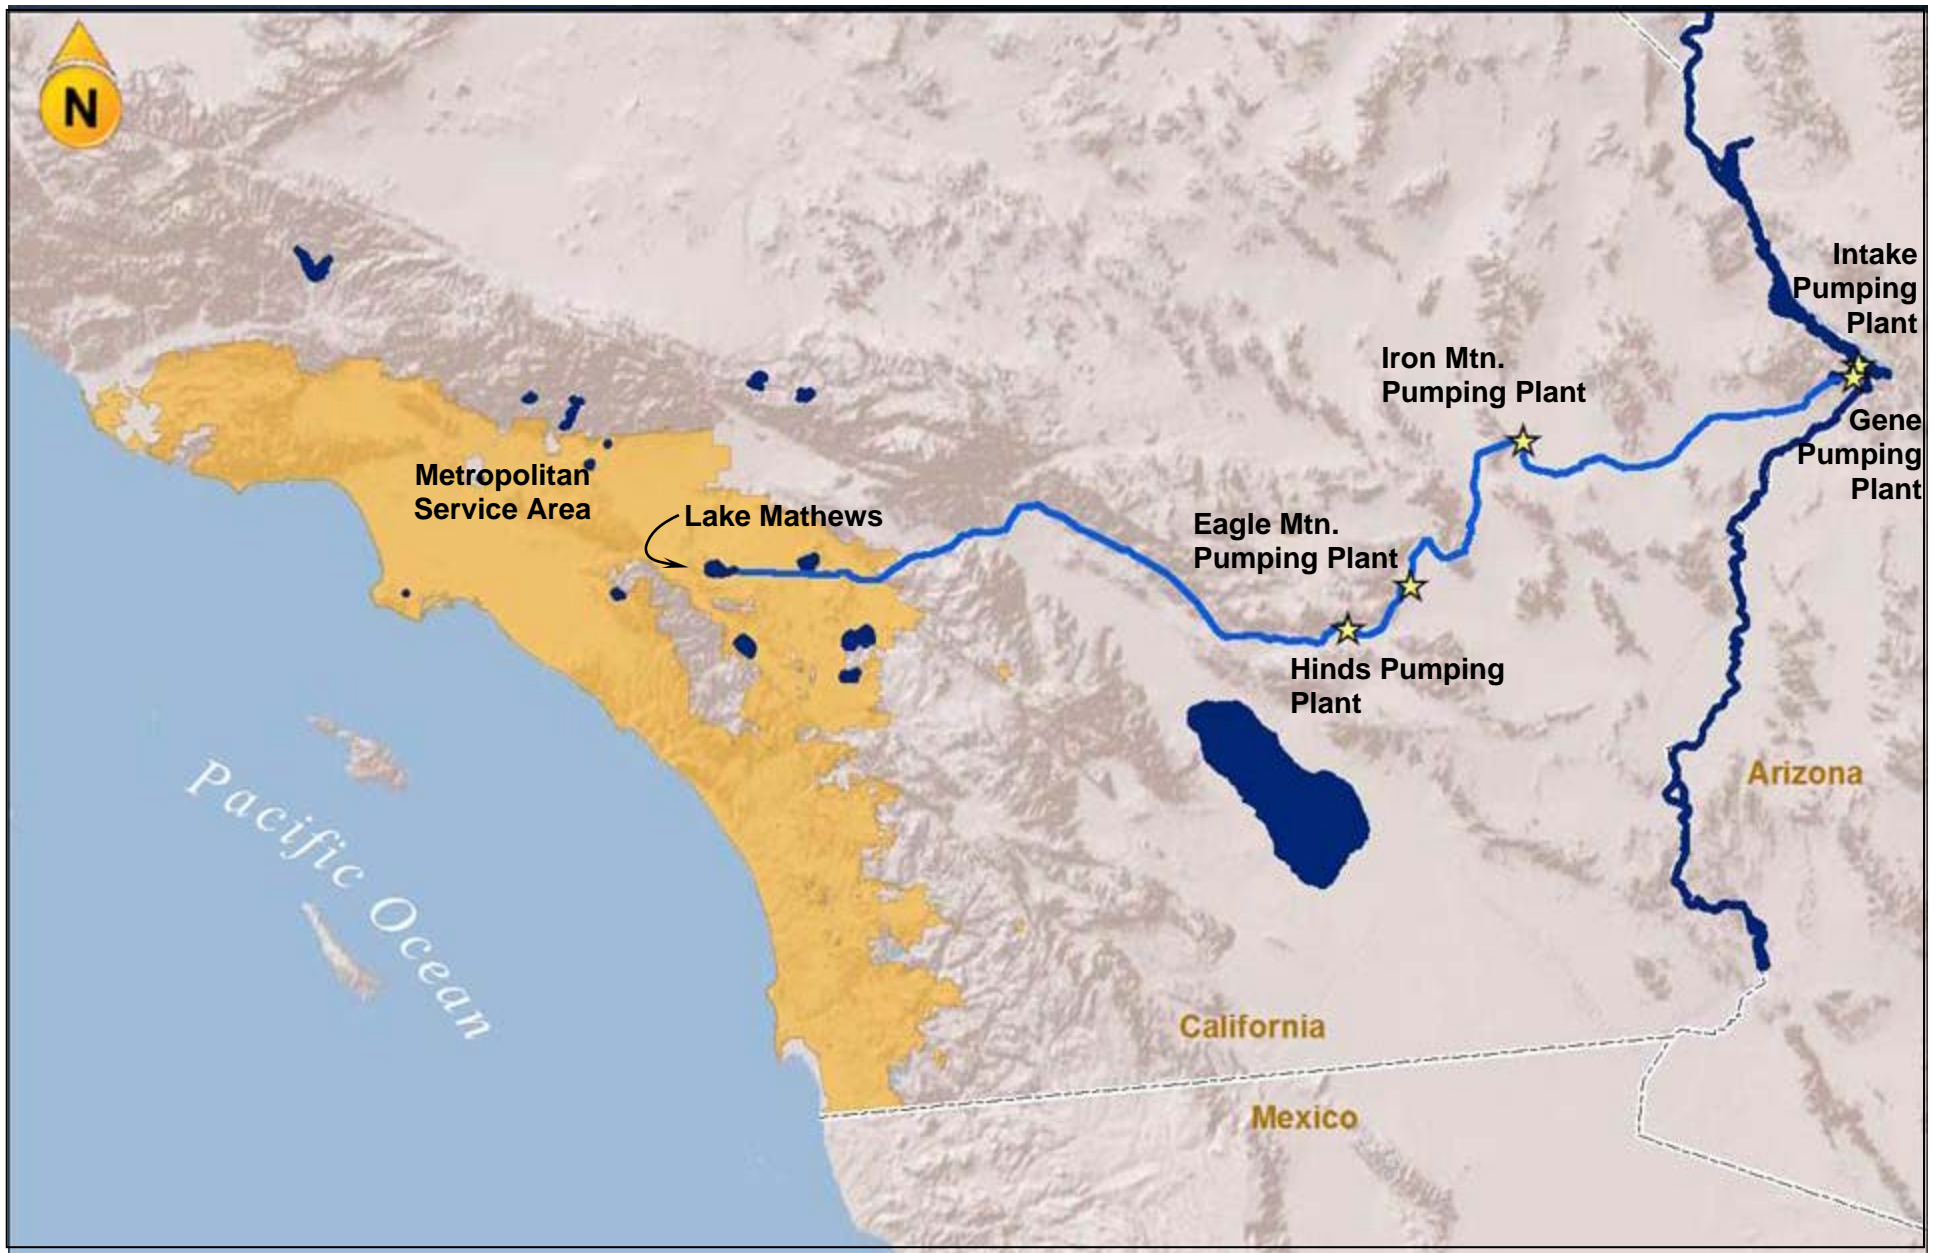 N
Intake
Pumping
Plant
Iron Mtn.
Pumping Plant
Gene
Pumping
Plant
Metropolitan
Service Area
Lake Mathews
Eagle Mtn.
Pumping Plant
Hinds Pumping
Plant
Arizona
Pacific Ocean
California
Mexico